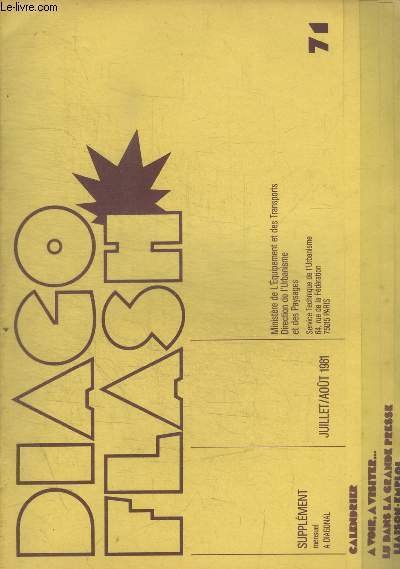 Le-Livre.com
DIAGO
FLASH
71
SUPPLÉMENT
mensuel
A DIAGONAL
JUILLET/AOÛT 1981
Ministère de L'Équipement et des Transports
Direction de l'Urbanisme
et des Paysages
Service Technique de l'Urbanisme
64, rue de la Fédération
75015 PARIS
CALENDRIER
A VOIR, A VISITER...
LU DANS LA GRANDE PRESSE
LIAISON-EMPLOI